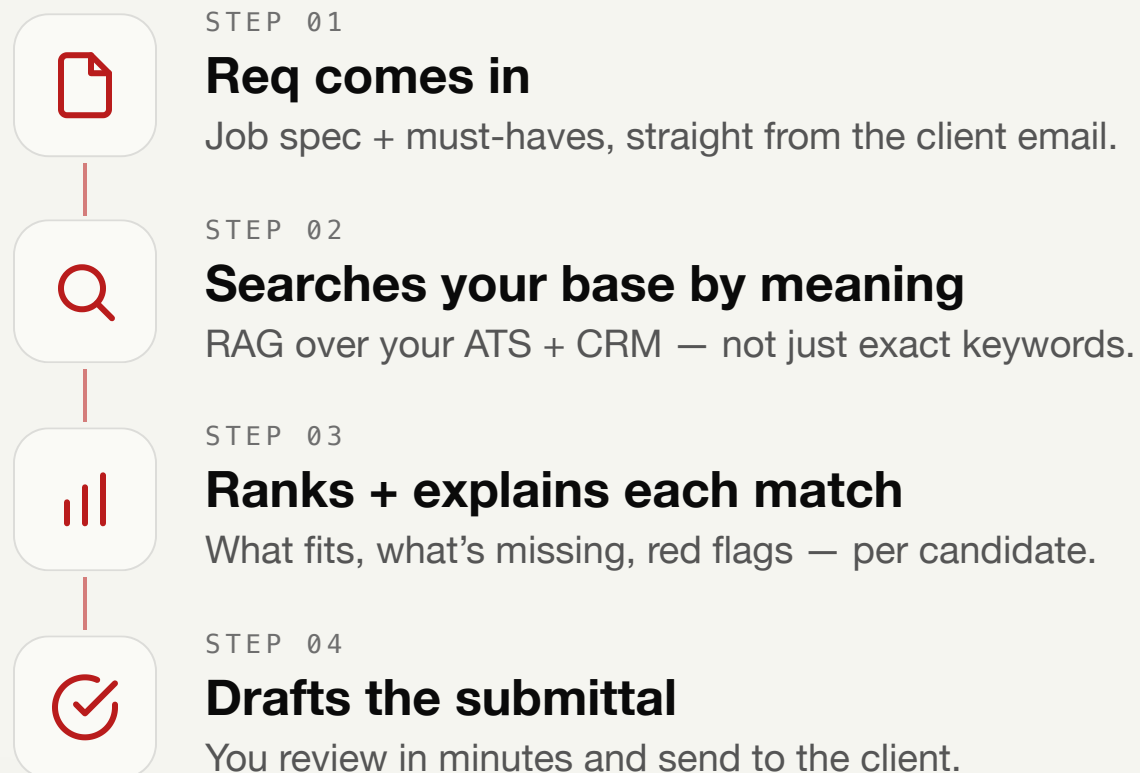 STEP 01
Req comes in
Job spec + must-haves, straight from the client email.
STEP 02
Searches your base by meaning
RAG over your ATS + CRM — not just exact keywords.
STEP 03
Ranks + explains each match
What fits, what’s missing, red flags — per candidate.
STEP 04
Drafts the submittal
You review in minutes and send to the client.